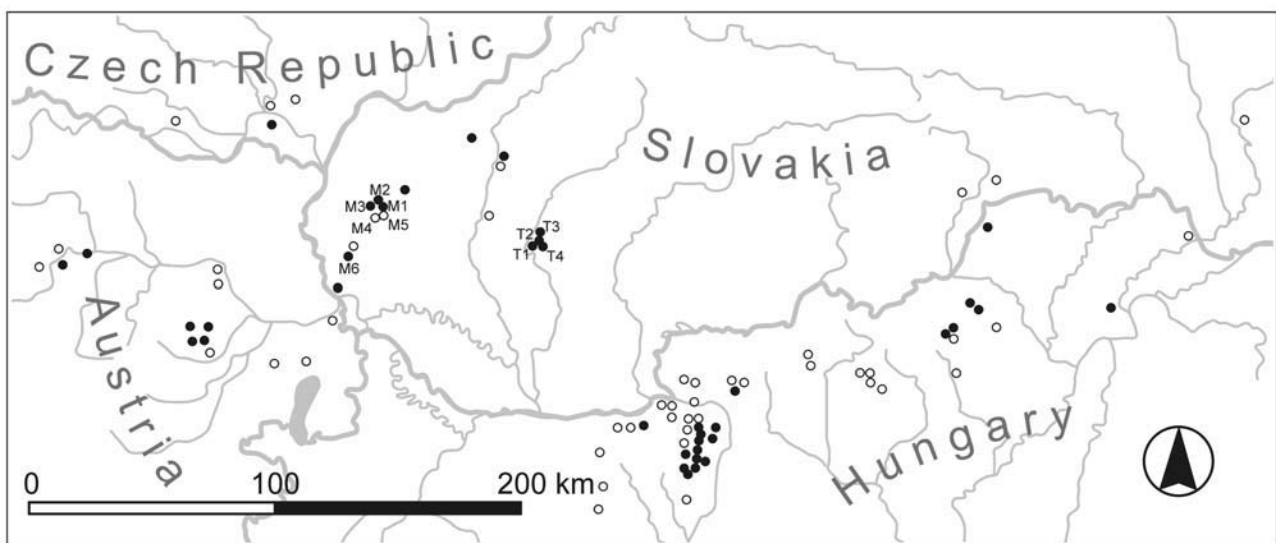 Czech Republic
Slovakia
M2
M3
M1
M4
M5
M6
T3
T2
T1
T4
Austria
Hungary
0
100
200 km